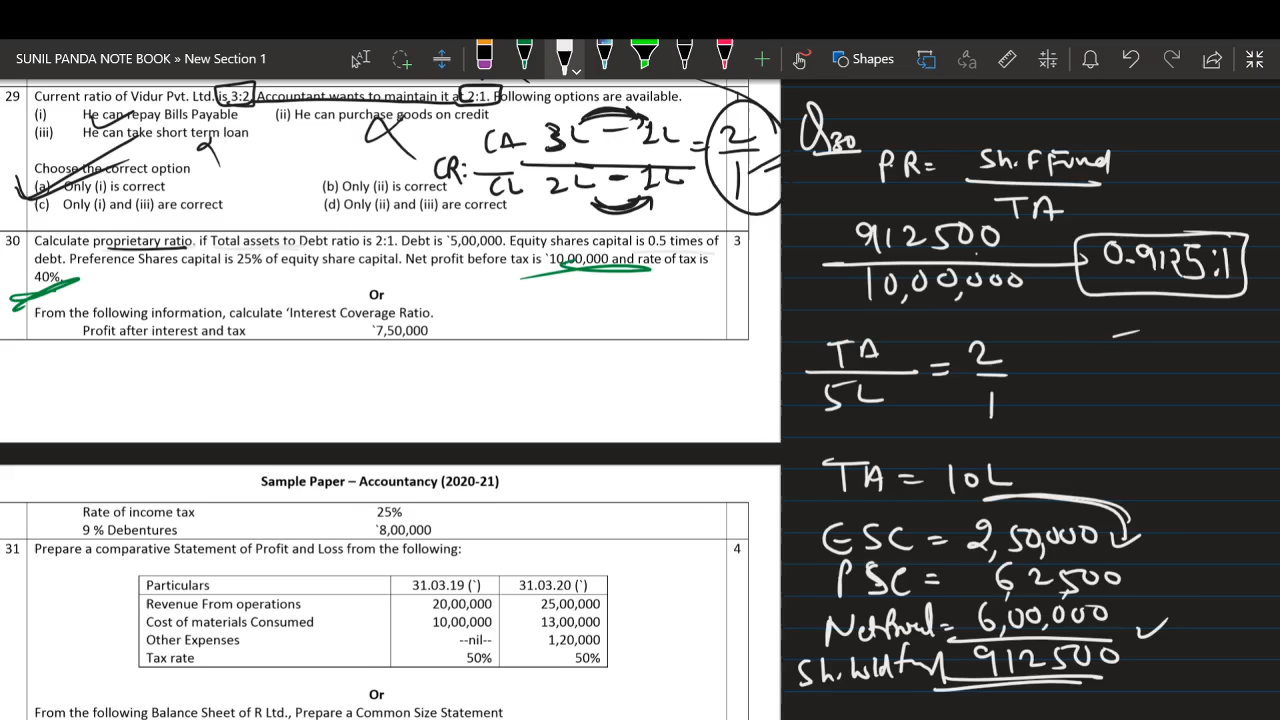 SUNIL PANDA NOTE BOOK » New Section 1
Shapes
29 Current ratio of Vidur Pvt. Ltd. is 3:2. Accountant wants to maintain it at 2:1. Following options are available. 1
(i) He can repay Bills Payable (ii) He can purchase goods on credit
(iii) He can take short term loan
Choose the correct option
(a) Only (i) is correct (b) Only (ii) is correct
(c) Only (i) and (iii) are correct (d) Only (ii) and (iii) are correct
CR: CA 3L - 1L = 2
CL 2L - 1L 1
30 Calculate proprietary ratio. if Total assets to Debt ratio is 2:1. Debt is `5,00,000. Equity shares capital is 0.5 times of 3
debt. Preference Shares capital is 25% of equity share capital. Net profit before tax is `10,00,000 and rate of tax is
40%.
Or
From the following information, calculate 'Interest Coverage Ratio.
Profit after interest and tax `7,50,000
Sample Paper – Accountancy (2020-21)
Rate of income tax 25%
9 % Debentures `8,00,000
31 Prepare a comparative Statement of Profit and Loss from the following: 4
Particulars 31.03.19 (`) 31.03.20 (`)
Revenue From operations 20,00,000 25,00,000
Cost of materials Consumed 10,00,000 13,00,000
Other Expenses --nil-- 1,20,000
Tax rate 50% 50%
Or
From the following Balance Sheet of R Ltd., Prepare a Common Size Statement
Q30
PR = Sh. F Fund
TA
912500
10,00,000
0.9125:1
TA = 2
5L 1
TA = 10L
ESC = 2,50,000
PSC = 62500
= 6,00,000
912500